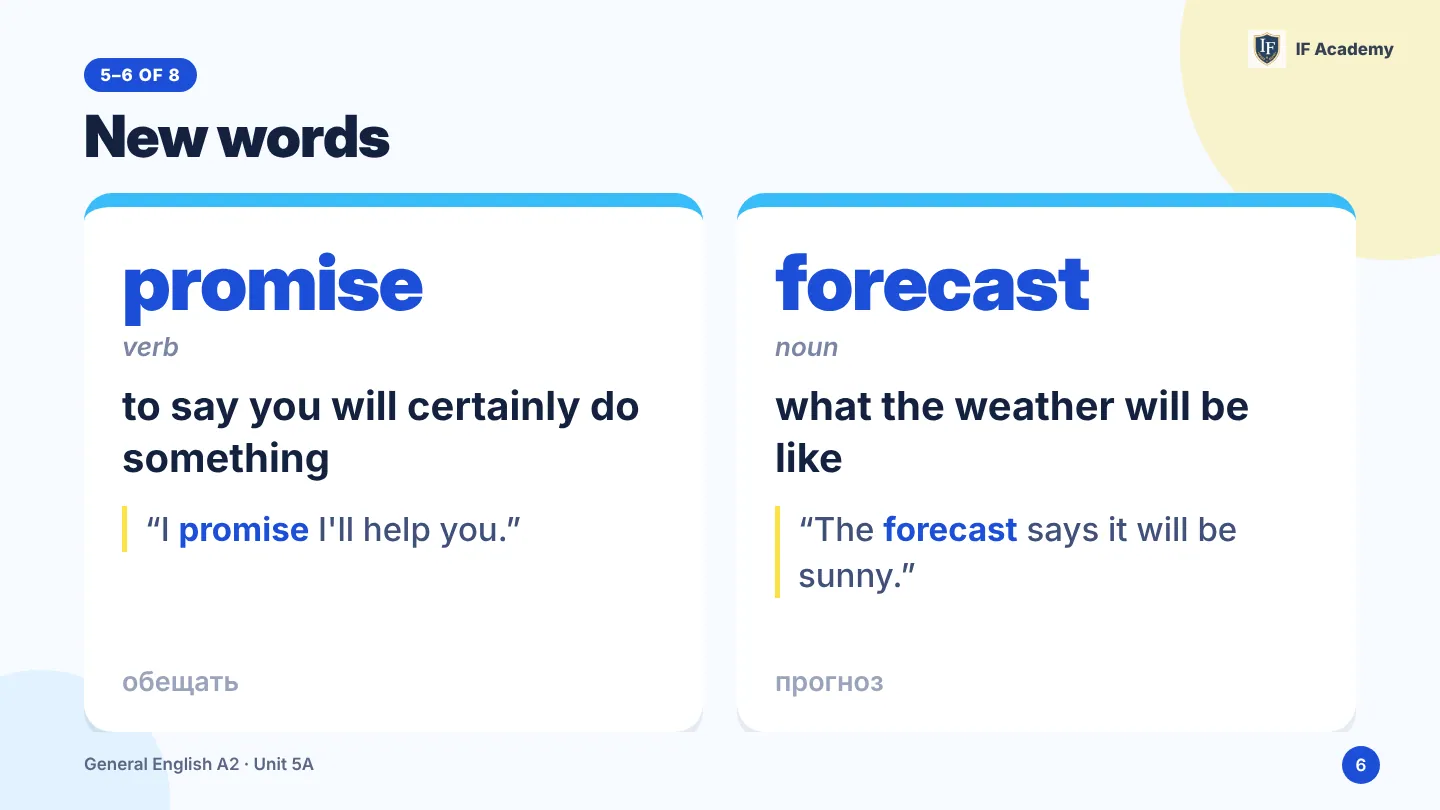 IF
IF Academy
5–6 OF 8
New words
promise
verb
to say you will certainly do
something
“I promise I'll help you.”
обещать
forecast
noun
what the weather will be
like
“The forecast says it will be
sunny.”
прогноз
General English A2 · Unit 5A
6